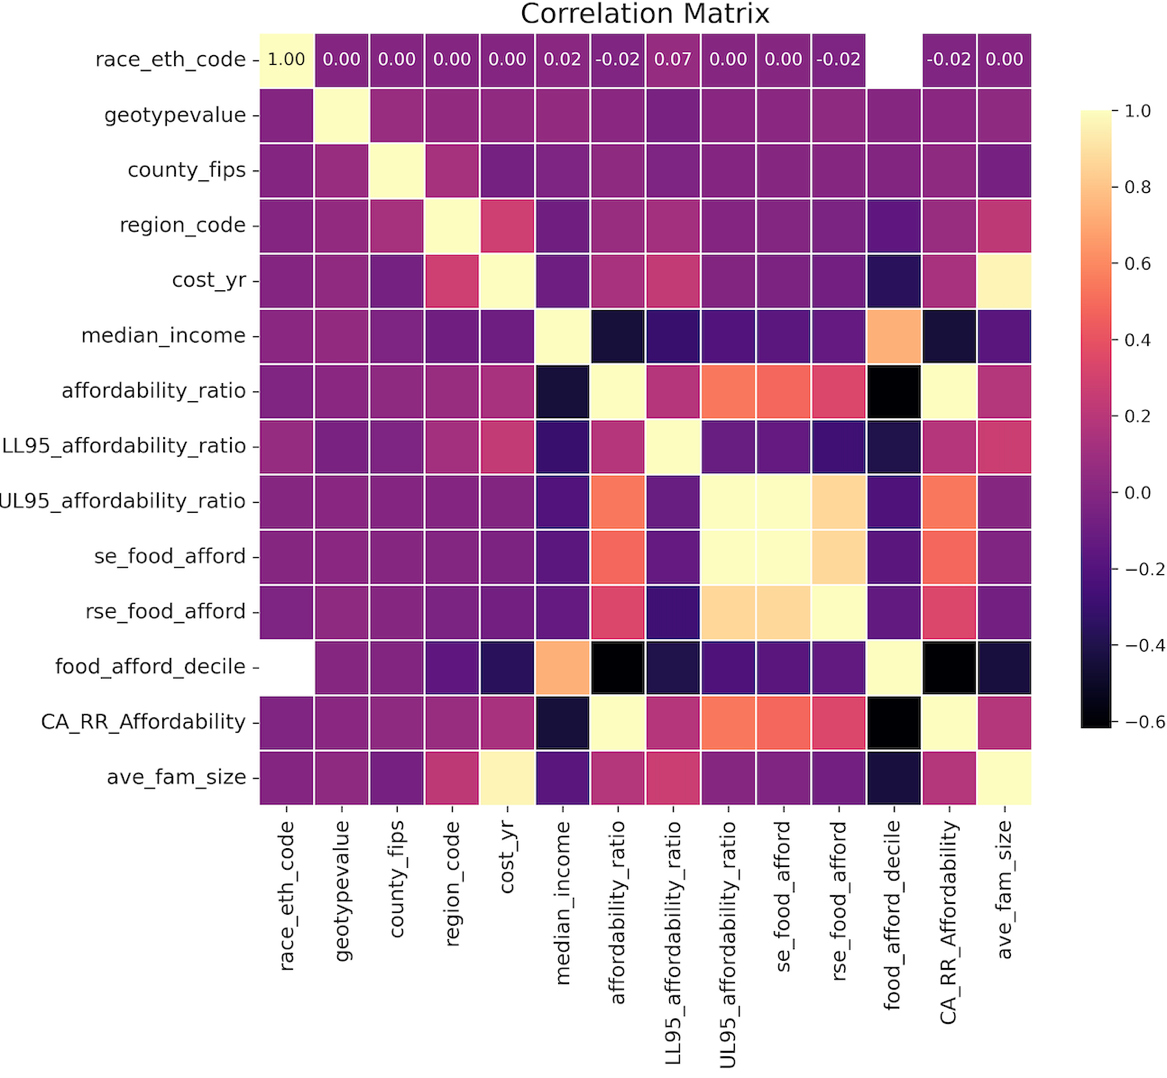 Correlation Matrix
race_eth_code 1.00 0.00 0.00 0.00 0.00 0.02 -0.02 0.07 0.00 0.00 -0.02 -0.02 0.00
geotypevalue
county_fips
region_code
cost_yr
median_income
affordability_ratio
LL95_affordability_ratio
UL95_affordability_ratio
se_food_afford
rse_food_afford
food_afford_decile
CA_RR_Affordability
ave_fam_size
race_eth_code
geotypevalue
county_fips
region_code
cost_yr
median_income
affordability_ratio
LL95_affordability_ratio
UL95_affordability_ratio
se_food_afford
rse_food_afford
food_afford_decile
CA_RR_Affordability
ave_fam_size
1.0
0.8
0.6
0.4
0.2
0.0
−0.2
−0.4
−0.6